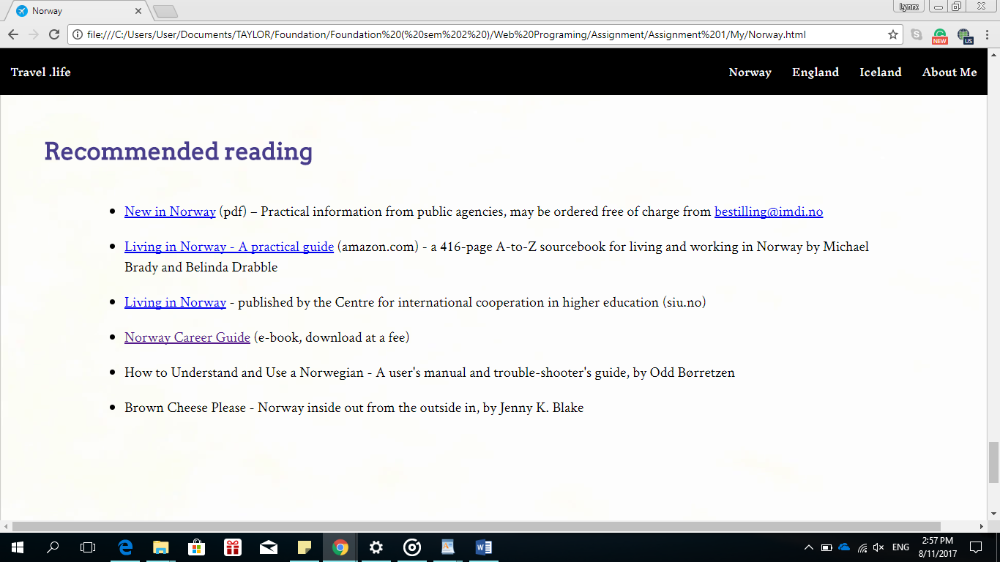 Norway
Lynrx
file:///C:/Users/User/Documents/TAYLOR/Foundation/Foundation%20(%20sem%202%20)/Web%20Programing/Assignment/Assignment%201/My/Norway.html
NEW
US
Travel .life
Norway England Iceland About Me
Recommended reading
• New in Norway (pdf) – Practical information from public agencies, may be ordered free of charge from bestilling@imdi.no
• Living in Norway - A practical guide (amazon.com) - a 416-page A-to-Z sourcebook for living and working in Norway by Michael
Brady and Belinda Drabble
• Living in Norway - published by the Centre for international cooperation in higher education (siu.no)
• Norway Career Guide (e-book, download at a fee)
• How to Understand and Use a Norwegian - A user's manual and trouble-shooter's guide, by Odd Børretzen
• Brown Cheese Please - Norway inside out from the outside in, by Jenny K. Blake
ENG
2:57 PM
8/11/2017